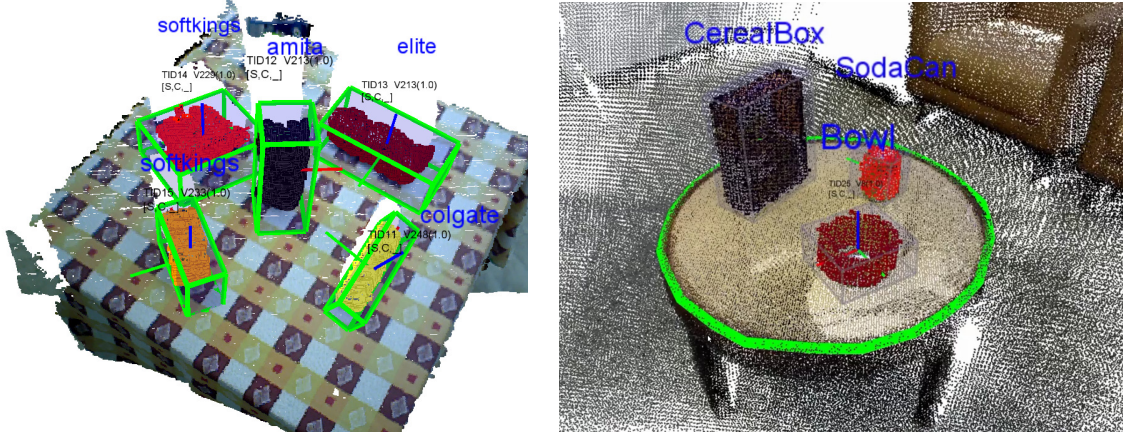 softkings
amita
elite
TID14 V229(1.0)
[S,C,_]
TID12 V213(1.0)
[S,C,_]
TID13 V213(1.0)
[S,C,_]
softkings
TID15 V233(1.0)
[S,C,_]
colgate
TID11 V248(1.0)
[S,C,_]
CerealBox
SodaCan
Bowl
[S,C,_]